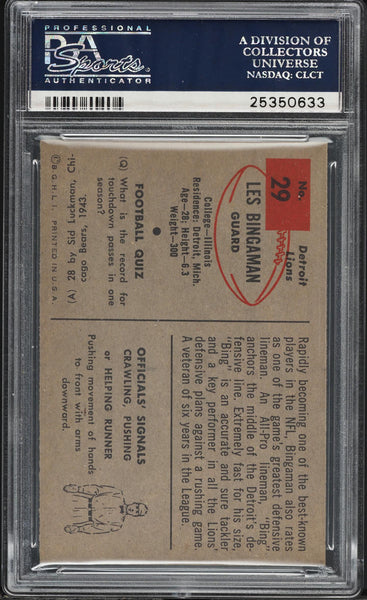 PSA
Sports
AUTHENTICATOR
A DIVISION OF
COLLECTORS
UNIVERSE
NASDAQ: CLCT
25350633
No.
29
Detroit
Lions
LES BINGAMAN
GUARD
College—Illinois
Residence: Detroit, Mich.
Age—28: Height—6.3
Weight—300
Rapidly becoming one of the best-known
players in the NFL, Bingaman also rates
as one of the game's greatest defensive
lineman. An All-Pro lineman, "Bing"
anchors the middle of the Detroit's de-
fensive line. Extremely fast for his size,
"Bing" is an accurate and sure tackler
and a key performer in all the Lions'
defensive plans against a rushing game.
A veteran of six years in the League.
FOOTBALL QUIZ
(Q) What is the record for
touchdown passes in one
season?
(A) 28 by Sid Lunkman, Chi-
cago Bears, 1943.
© B. G. H. L. I. PRINTED IN U.S.A.
OFFICIALS' SIGNALS
CRAWLING, PUSHING
or HELPING RUNNER
Pushing movement of hands
to front with arms
downward.